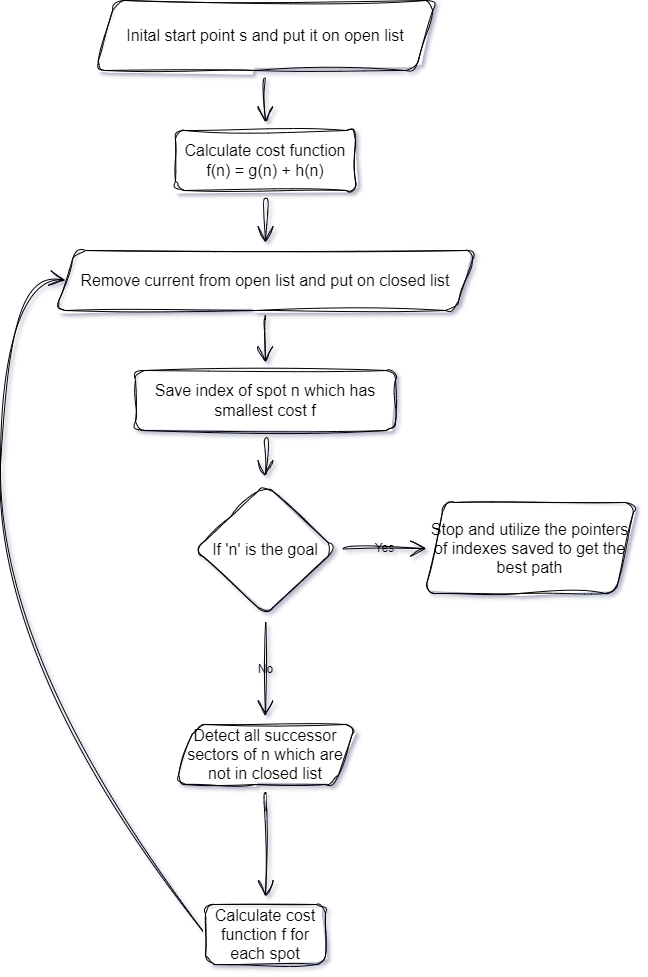 Inital start point s and put it on open list
Calculate cost function
f(n) = g(n) + h(n)
Remove current from open list and put on closed list
Save index of spot n which has
smallest cost f
If 'n' is the goal
Yes
Stop and utilize the pointers
of indexes saved to get the
best path
No
Detect all successor
sectors of n which are
not in closed list
Calculate cost
function f for
each spot